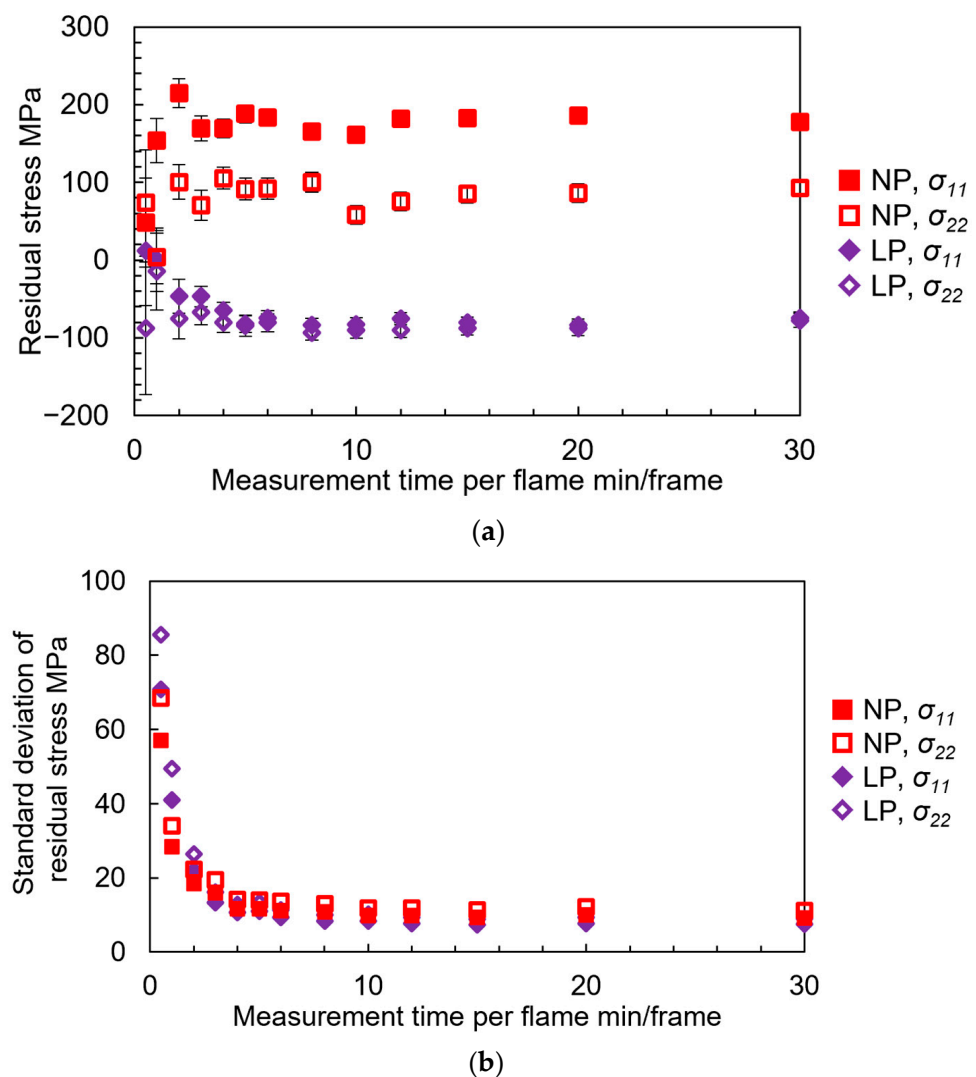 300
200
100
0
−100
−200
Residual stress MPa
0 10 20 30
Measurement time per flame min/frame
NP, σ11
NP, σ22
LP, σ11
LP, σ22
(a)
100
80
60
40
20
0
Standard deviation of
residual stress MPa
0 10 20 30
Measurement time per flame min/frame
NP, σ11
NP, σ22
LP, σ11
LP, σ22
(b)